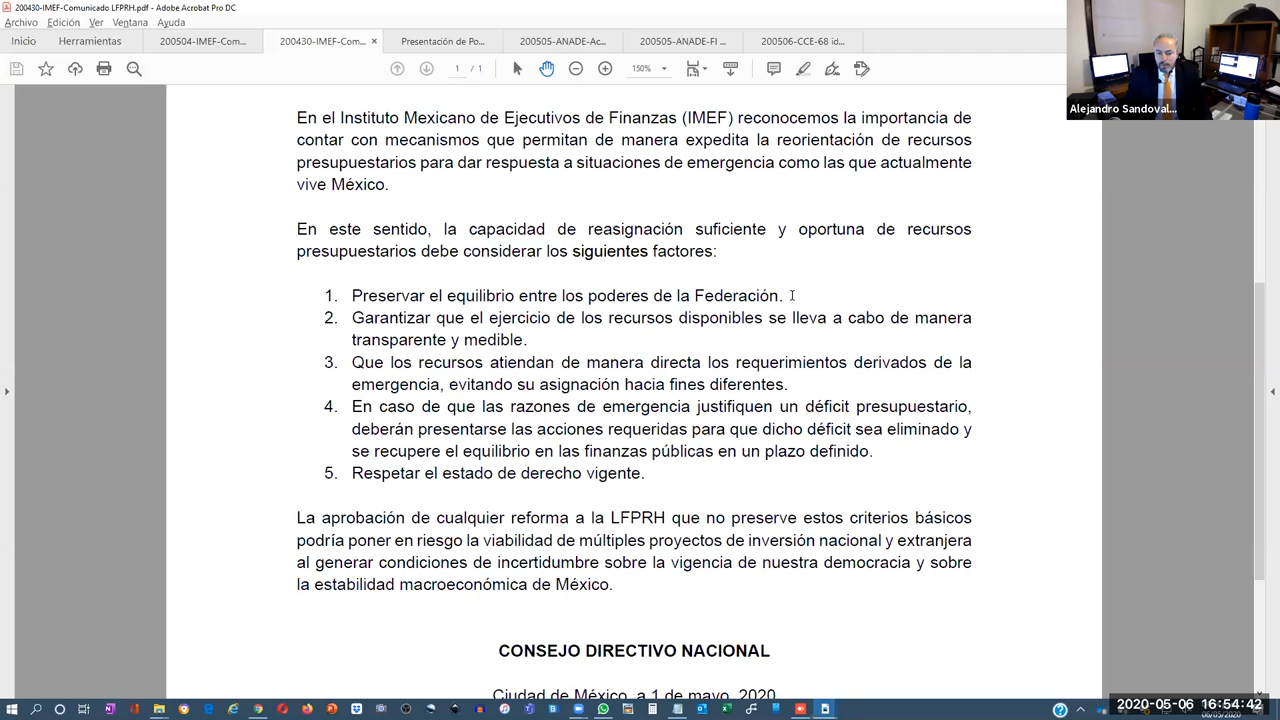 200430-IMEF-Comunicado LFPRH.pdf - Adobe Acrobat Pro DC
Archivo Edición Ver Ventana Ayuda
Inicio Herramientas 200504-IMEF-Com... 200430-IMEF-Com... × Presentación de Po... 200505-ANADE-Ac... 200505-ANADE-FI ... 200506-CCE-68 id...
1 / 1 150%
Alejandro Sandoval...
En el Instituto Mexicano de Ejecutivos de Finanzas (IMEF) reconocemos la importancia de
contar con mecanismos que permitan de manera expedita la reorientación de recursos
presupuestarios para dar respuesta a situaciones de emergencia como las que actualmente
vive México.
En este sentido, la capacidad de reasignación suficiente y oportuna de recursos
presupuestarios debe considerar los siguientes factores:
1. Preservar el equilibrio entre los poderes de la Federación.
2. Garantizar que el ejercicio de los recursos disponibles se lleva a cabo de manera
transparente y medible.
3. Que los recursos atiendan de manera directa los requerimientos derivados de la
emergencia, evitando su asignación hacia fines diferentes.
4. En caso de que las razones de emergencia justifiquen un déficit presupuestario,
deberán presentarse las acciones requeridas para que dicho déficit sea eliminado y
se recupere el equilibrio en las finanzas públicas en un plazo definido.
5. Respetar el estado de derecho vigente.
La aprobación de cualquier reforma a la LFPRH que no preserve estos criterios básicos
podría poner en riesgo la viabilidad de múltiples proyectos de inversión nacional y extranjera
al generar condiciones de incertidumbre sobre la vigencia de nuestra democracia y sobre
la estabilidad macroeconómica de México.
CONSEJO DIRECTIVO NACIONAL
Ciudad de México, a 1 de mayo, 2020
2020-05-06 16:54:42